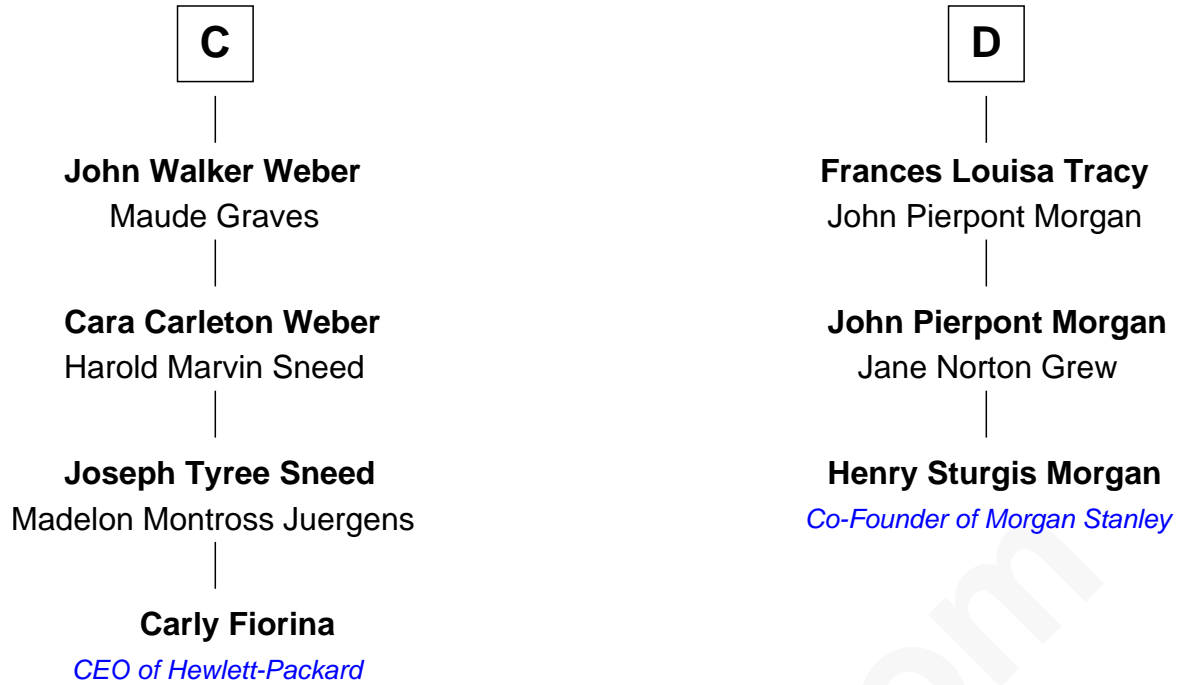 C
John Walker Weber
Maude Graves
Cara Carleton Weber
Harold Marvin Sneed
Joseph Tyree Sneed
Madelon Montross Juergens
Carly Fiorina
CEO of Hewlett-Packard
D
Frances Louisa Tracy
John Pierpont Morgan
John Pierpont Morgan
Jane Norton Grew
Henry Sturgis Morgan
Co-Founder of Morgan Stanley
om